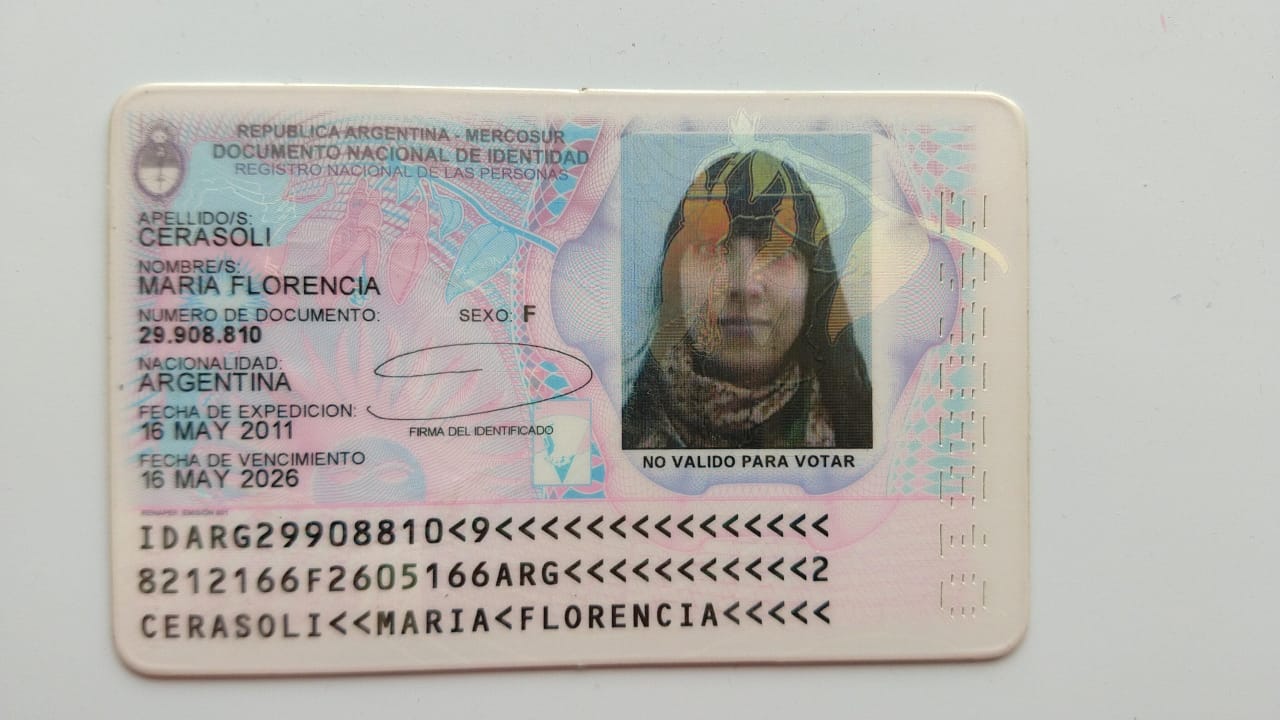 REPUBLICA ARGENTINA - MERCOSUR
DOCUMENTO NACIONAL DE IDENTIDAD
REGISTRO NACIONAL DE LAS PERSONAS
APELLIDO/S:
CERASOLI
NOMBRE/S:
MARIA FLORENCIA
NUMERO DE DOCUMENTO:
29.908.810
SEXO: F
NACIONALIDAD:
ARGENTINA
FECHA DE EXPEDICION:
16 MAY 2011
FIRMA DEL IDENTIFICADO
FECHA DE VENCIMIENTO
16 MAY 2026
NO VALIDO PARA VOTAR
IDARG29908810<9<<<<<<<<<<<<<<<
8212166F2605166ARG<<<<<<<<<<<2
CERASOLI<<MARIA<FLORENCIA<<<<<